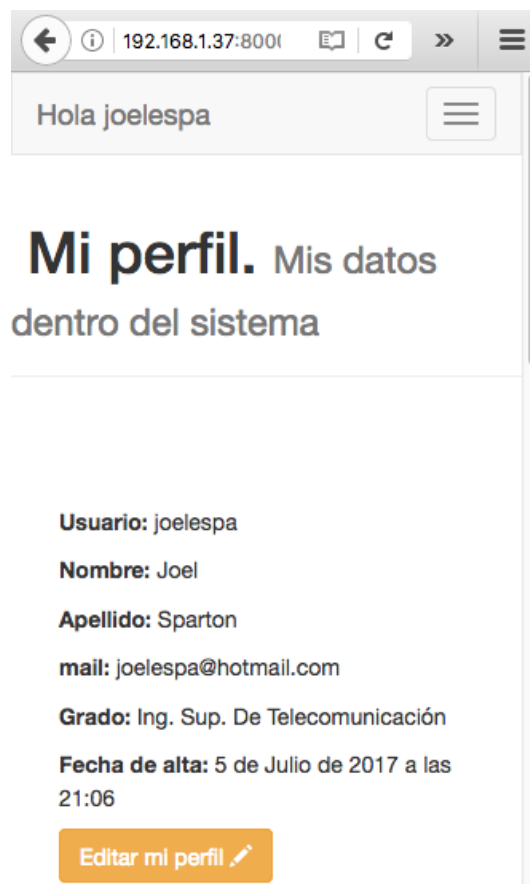 192.168.1.37:8000
Hola joelespa
Mi perfil. Mis datos
dentro del sistema
Usuario: joelespa
Nombre: Joel
Apellido: Sparton
mail: joelespa@hotmail.com
Grado: Ing. Sup. De Telecomunicación
Fecha de alta: 5 de Julio de 2017 a las
21:06
Editar mi perfil